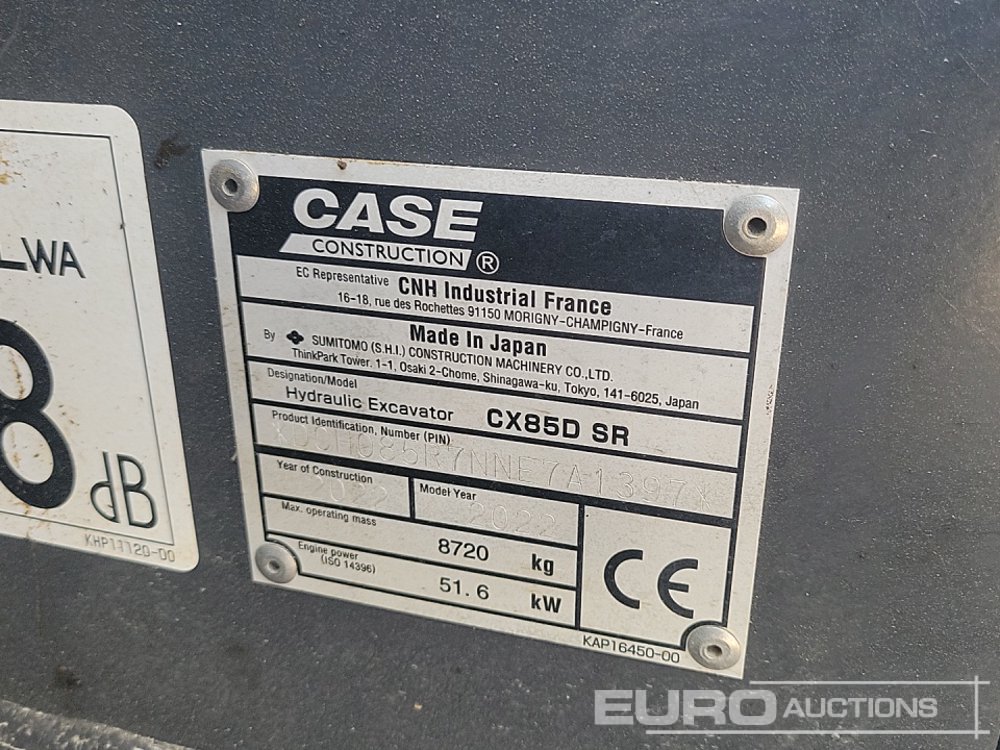 LWA
8
dB
KHP11120-00
CASE
CONSTRUCTION ®
EC Representative CNH Industrial France
16-18, rue des Rochettes 91150 MORIGNY-CHAMPIGNY-France
Made In Japan
By SUMITOMO (S.H.I.) CONSTRUCTION MACHINERY CO., LTD.
ThinkPark Tower. 1-1, Osaki 2-Chome, Shinagawa-ku, Tokyo, 141-6025, Japan
Designation/Model
Hydraulic Excavator CX85D SR
Product Identification, Number (PIN)
Year of Construction
Model Year
2022
Max. operating mass
8720 kg
Engine power
(ISO 14396)
51.6 kW
CE
KAP16450-00
EURO AUCTIONS